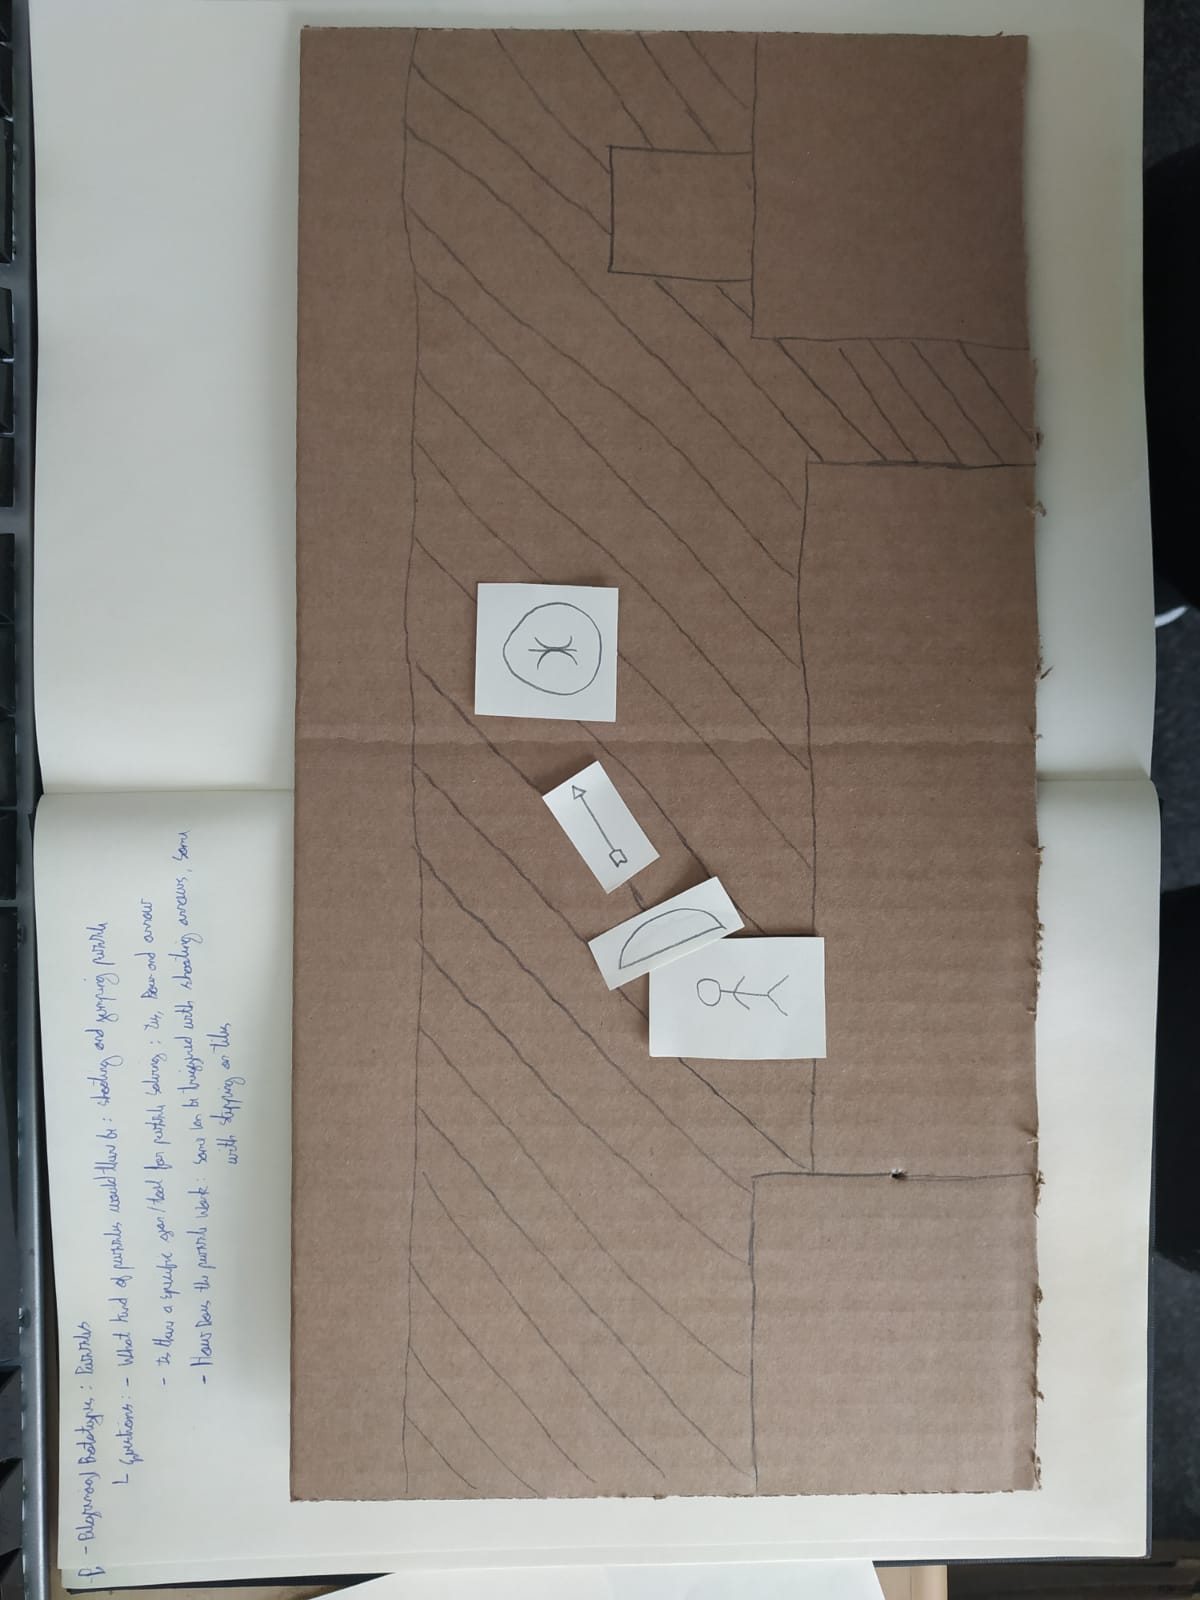 - Pilgrimage Prototypes : Puzzles
Questions : - What kind of puzzles would there be : shooting and jumping puzzle
- Is there a specific gear/tool for puzzle solving : Yes, Bow and arrow
- How Does the puzzle work : Some can be triggered with shooting arrows, some
with stepping on tiles